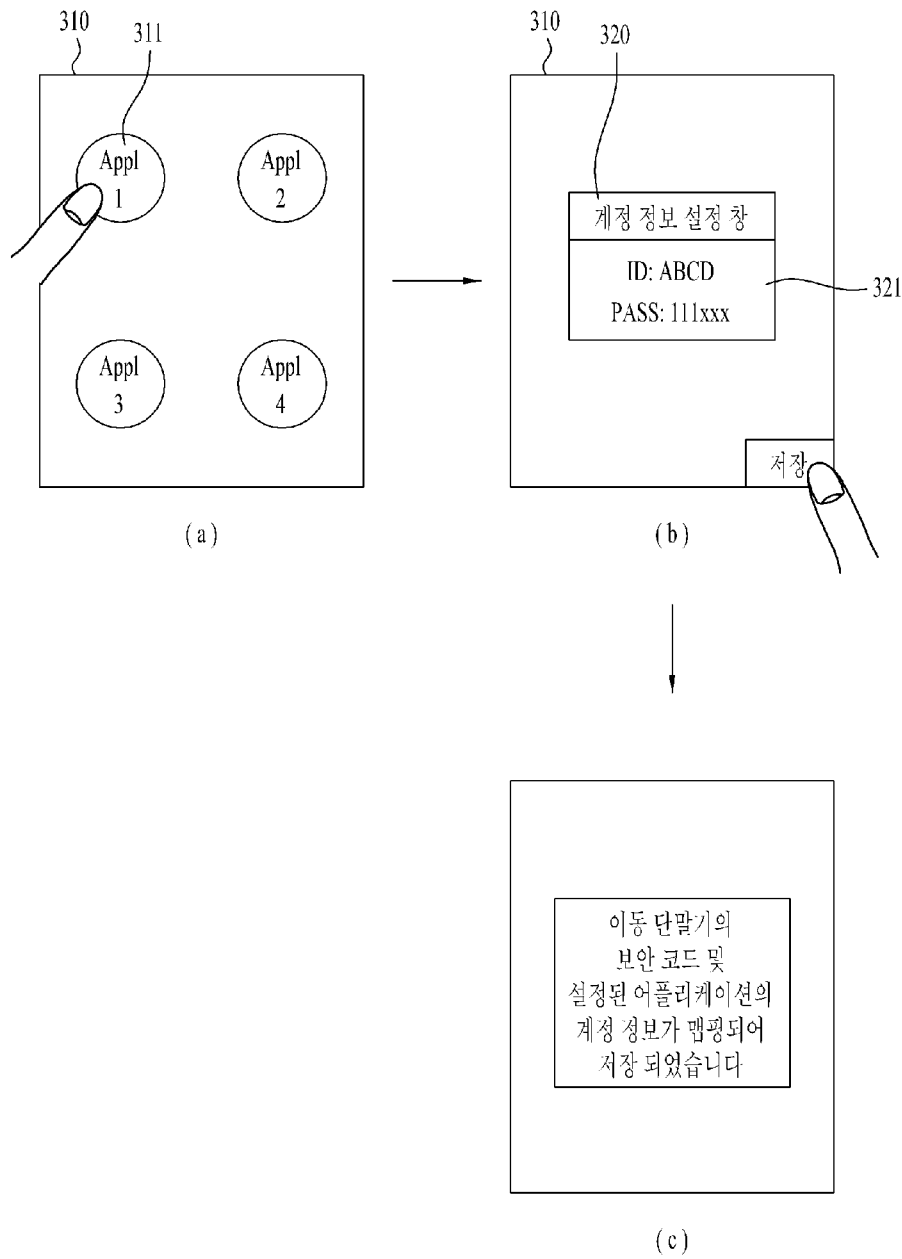 310
311
Appl
1
Appl
2
Appl
3
Appl
4
(a)
310
320
계정 정보 설정 창
ID: ABCD
PASS: 111xxx
321
저장
(b)
이동 단말기의
보안 코드 및
설정된 어플리케이션의
계정 정보가 맵핑되어
저장 되었습니다
(c)